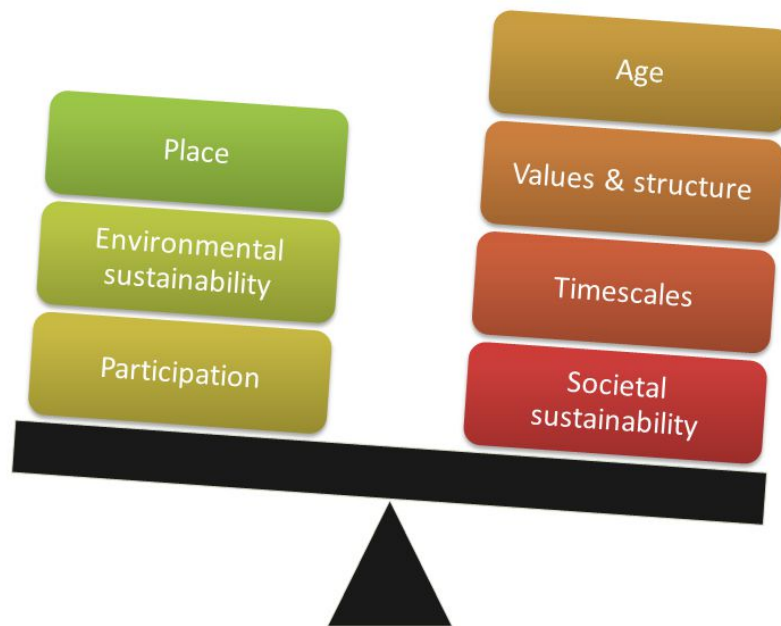 Place
Environmental
sustainability
Participation
Age
Values & structure
Timescales
Societal
sustainability